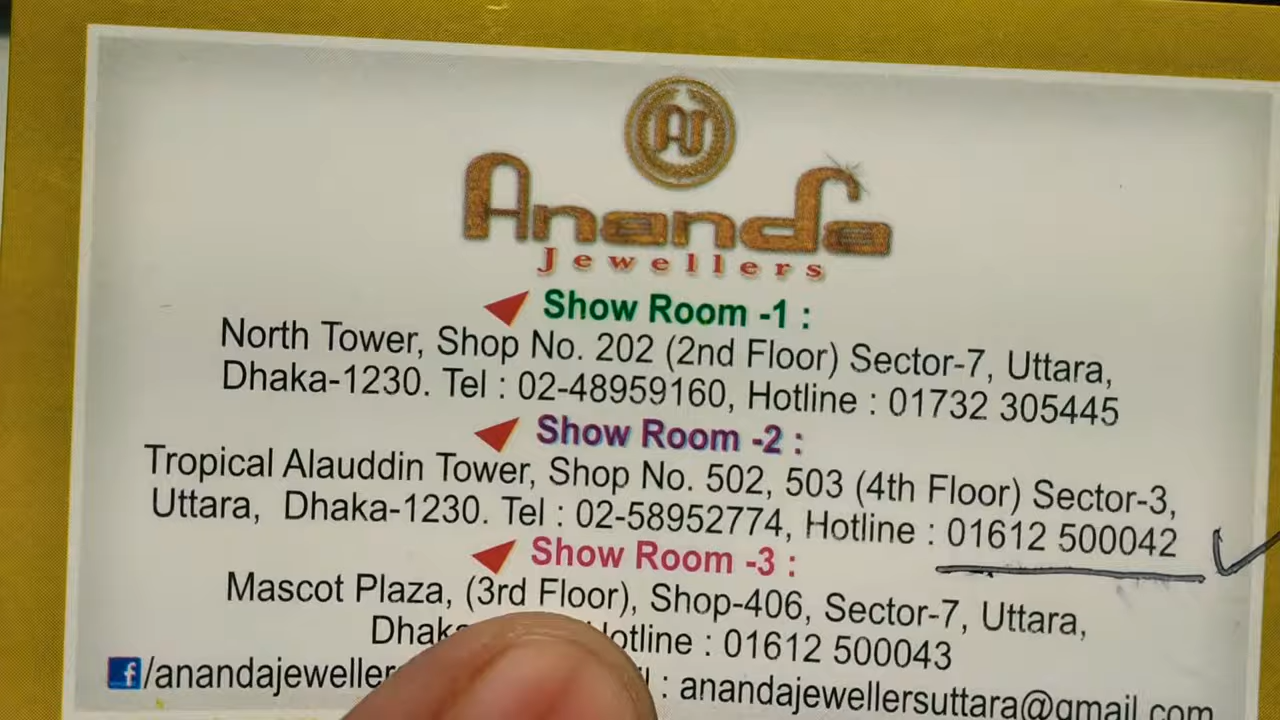 AJ
Ananda
Jewellers
Show Room -1 :
North Tower, Shop No. 202 (2nd Floor) Sector-7, Uttara,
Dhaka-1230. Tel : 02-48959160, Hotline : 01732 305445
Show Room -2 :
Tropical Alauddin Tower, Shop No. 502, 503 (4th Floor) Sector-3,
Uttara, Dhaka-1230. Tel : 02-58952774, Hotline : 01612 500042
Show Room -3 :
Mascot Plaza, (3rd Floor), Shop-406, Sector-7, Uttara,
Hotline : 01612 500043
f : anandajewellersuttara@gmail.com